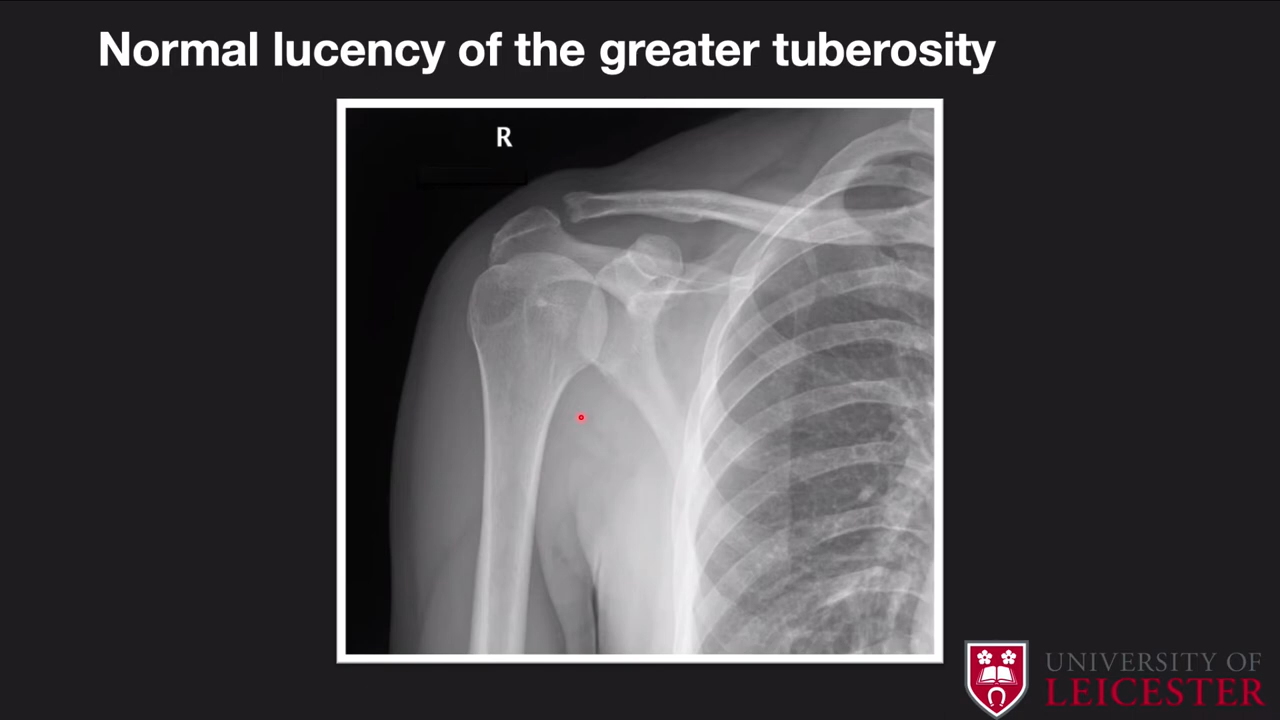 Normal lucency of the greater tuberosity
R
UNIVERSITY OF
LEICESTER